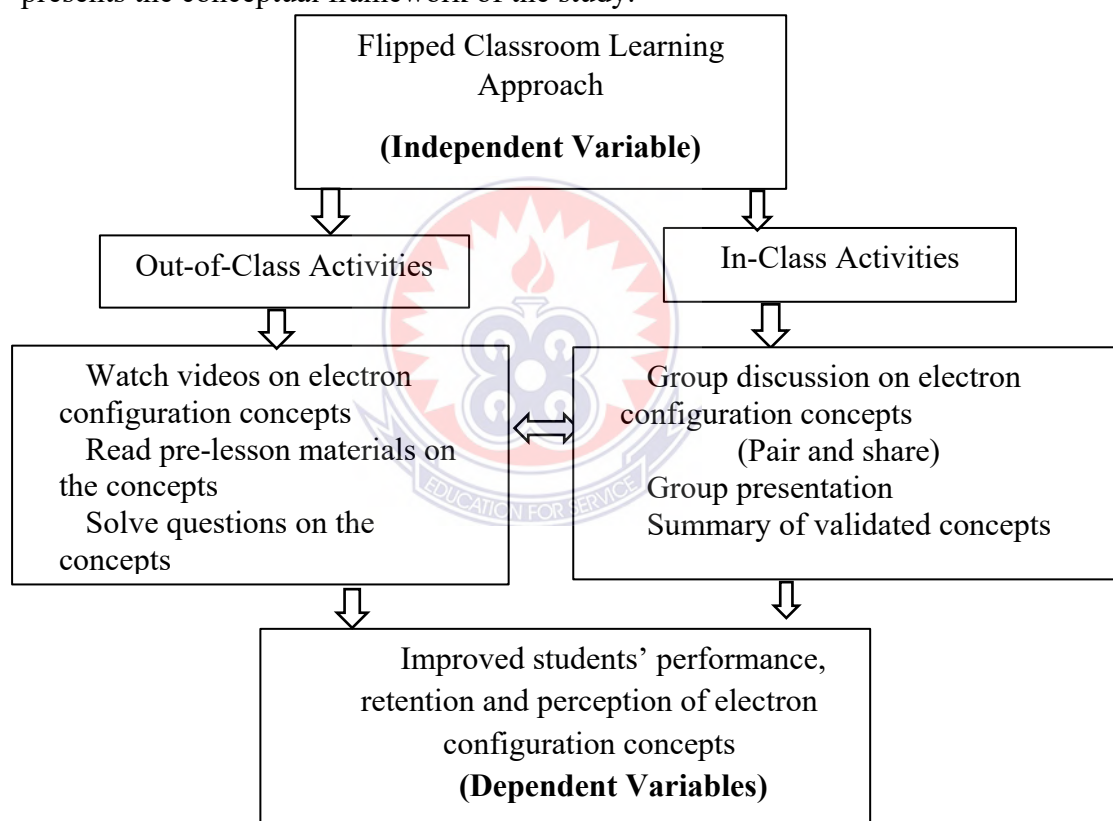 presents the conceptual framework of the study.
Flipped Classroom Learning
Approach
(Independent Variable)
Out-of-Class Activities
In-Class Activities
Watch videos on electron
configuration concepts
Read pre-lesson materials on
the concepts
Solve questions on the
concepts
Group discussion on electron
configuration concepts
(Pair and share)
Group presentation
Summary of validated concepts
EDUCATION FOR SERVICE
Improved students’ performance,
retention and perception of electron
configuration concepts
(Dependent Variables)